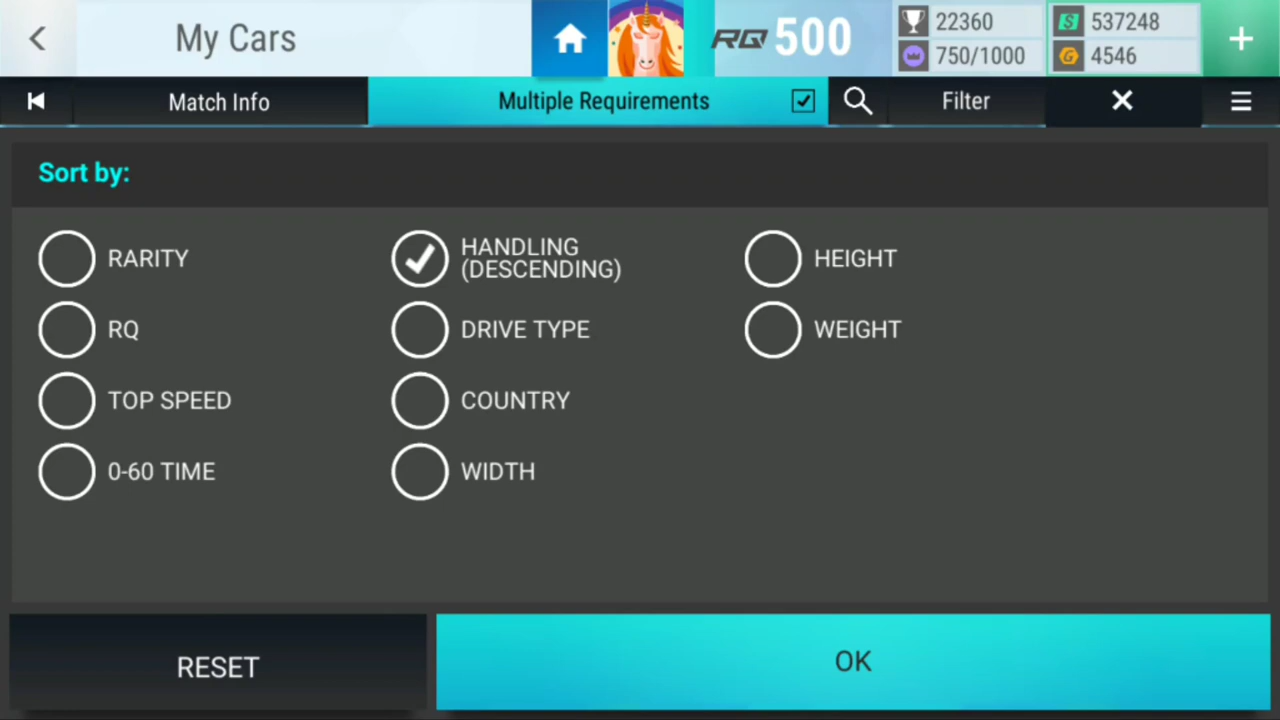 My Cars
RQ 500
22360
750/1000
537248
4546
Match Info
Multiple Requirements
Filter
Sort by:
RARITY
RQ
TOP SPEED
0-60 TIME
HANDLING
(DESCENDING)
DRIVE TYPE
COUNTRY
WIDTH
HEIGHT
WEIGHT
RESET
OK